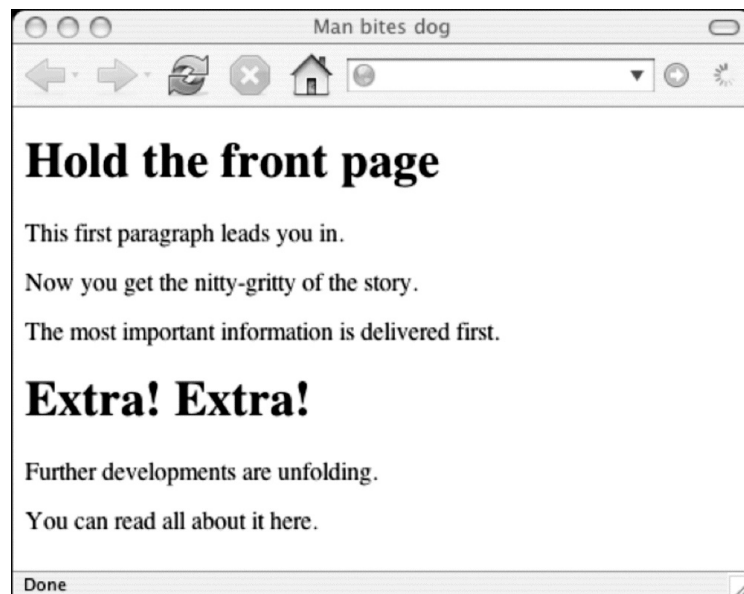 Man bites dog
Hold the front page
This first paragraph leads you in.
Now you get the nitty-gritty of the story.
The most important information is delivered first.
Extra! Extra!
Further developments are unfolding.
You can read all about it here.
Done